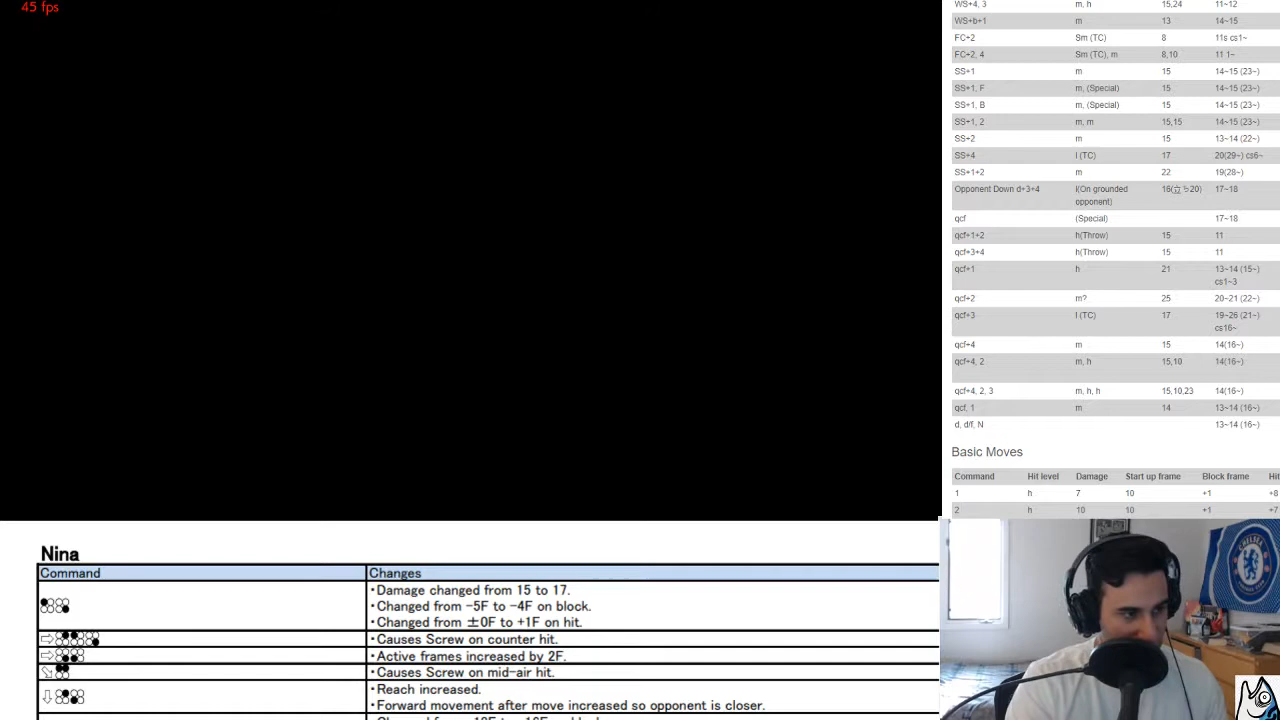 45 fps
WS+4, 3 m, h 15,24 11~12
WS+b+1 m 13 14~15
FC+2 Sm (TC) 8 11s cs1~
FC+2, 4 Sm (TC), m 8,10 11 1~
SS+1 m 15 14~15 (23~)
SS+1, F m, (Special) 15 14~15 (23~)
SS+1, B m, (Special) 15 14~15 (23~)
SS+1, 2 m, m 15,15 14~15 (23~)
SS+2 m 15 13~14 (22~)
SS+4 l (TC) 17 20(29~) cs6~
SS+1+2 m 22 19(28~)
Opponent Down d+3+4 l(On grounded 16(立ち20) 17~18
opponent)
qcf (Special) 17~18
qcf+1+2 h(Throw) 15 11
qcf+3+4 h(Throw) 15 11
qcf+1 h 21 13~14 (15~)
cs1~3
qcf+2 m? 25 20~21 (22~)
qcf+3 l (TC) 17 19~26 (21~)
cs16~
qcf+4 m 15 14(16~)
qcf+4, 2 m, h 15,10 14(16~)
qcf+4, 2, 3 m, h, h 15,10,23 14(16~)
qcf, 1 m 14 13~14 (16~)
d, d/f, N 13~14 (16~)
Basic Moves
Command Hit level Damage Start up frame Block frame Hit
1 h 7 10 +1 +8
2 h 10 10 +1 +7
Nina
Command Changes
・Damage changed from 15 to 17.
・Changed from -5F to -4F on block.
・Changed from ±0F to +1F on hit.
・Causes Screw on counter hit.
・Active frames increased by 2F.
・Causes Screw on mid-air hit.
・Reach increased.
・Forward movement after move increased so opponent is closer.